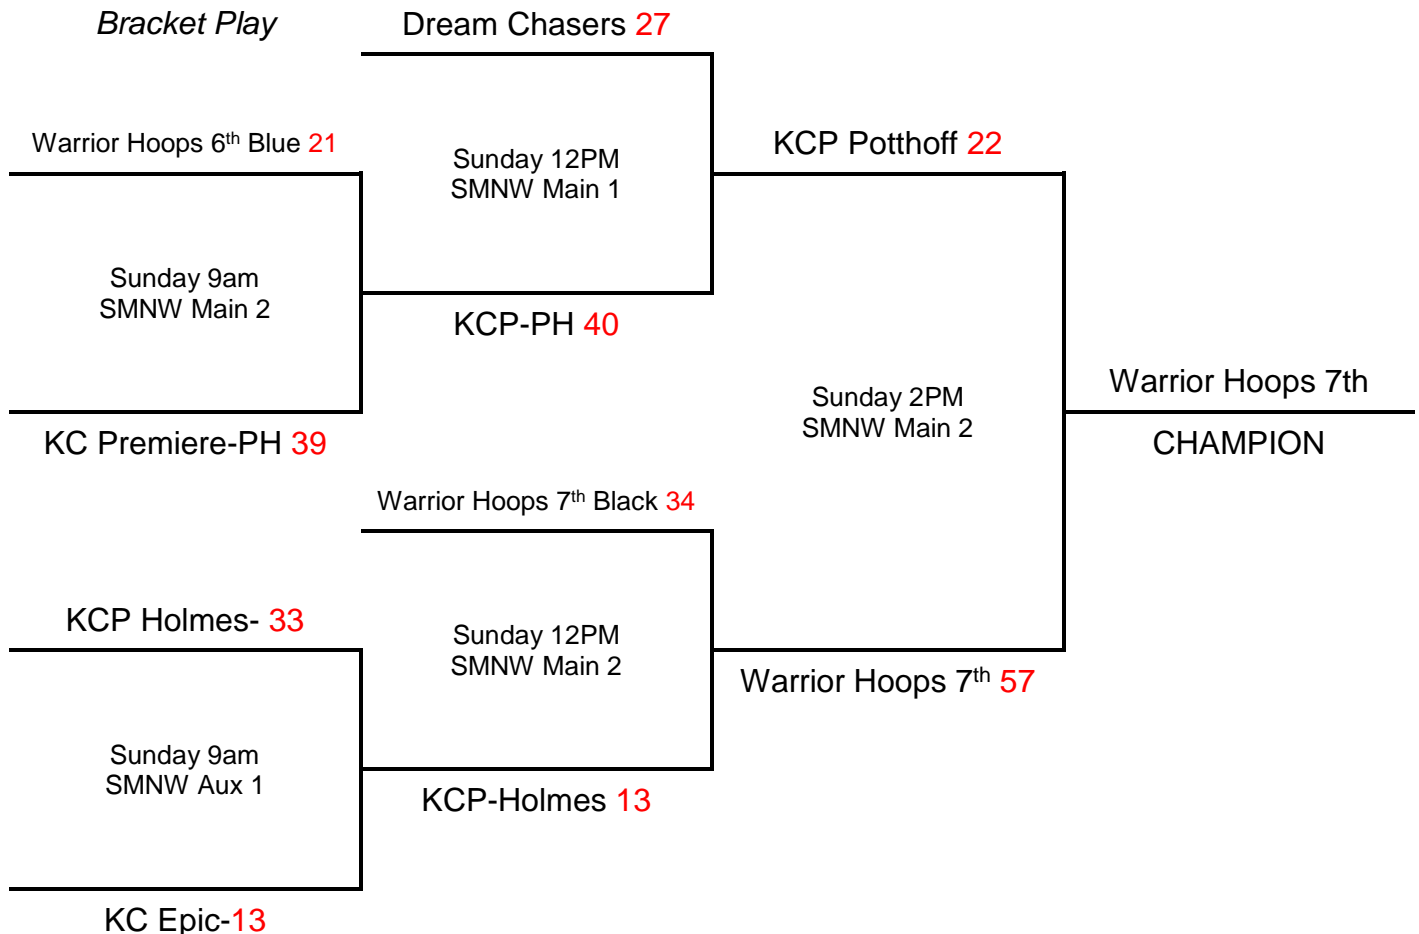 Bracket Play
Dream Chasers 27
Warrior Hoops 6th Blue 21
Sunday 12PM
SMNW Main 1
KCP Potthoff 22
Sunday 9am
SMNW Main 2
KCP-PH 40
KC Premiere-PH 39
Sunday 2PM
SMNW Main 2
Warrior Hoops 7th
CHAMPION
Warrior Hoops 7th Black 34
KCP Holmes- 33
Sunday 12PM
SMNW Main 2
Warrior Hoops 7th 57
Sunday 9am
SMNW Aux 1
KCP-Holmes 13
KC Epic-13